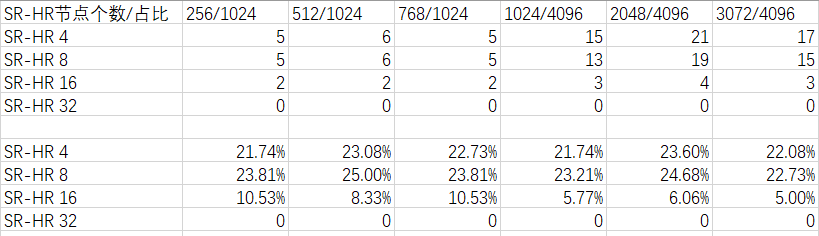 SR-HR节点个数/占比 256/1024 512/1024 768/1024 1024/4096 2048/4096 3072/4096
SR-HR 4 5 6 5 15 21 17
SR-HR 8 5 6 5 13 19 15
SR-HR 16 2 2 2 3 4 3
SR-HR 32 0 0 0 0 0 0
SR-HR 4 21.74% 23.08% 22.73% 21.74% 23.60% 22.08%
SR-HR 8 23.81% 25.00% 23.81% 23.21% 24.68% 22.73%
SR-HR 16 10.53% 8.33% 10.53% 5.77% 6.06% 5.00%
SR-HR 32 0 0 0 0 0 0